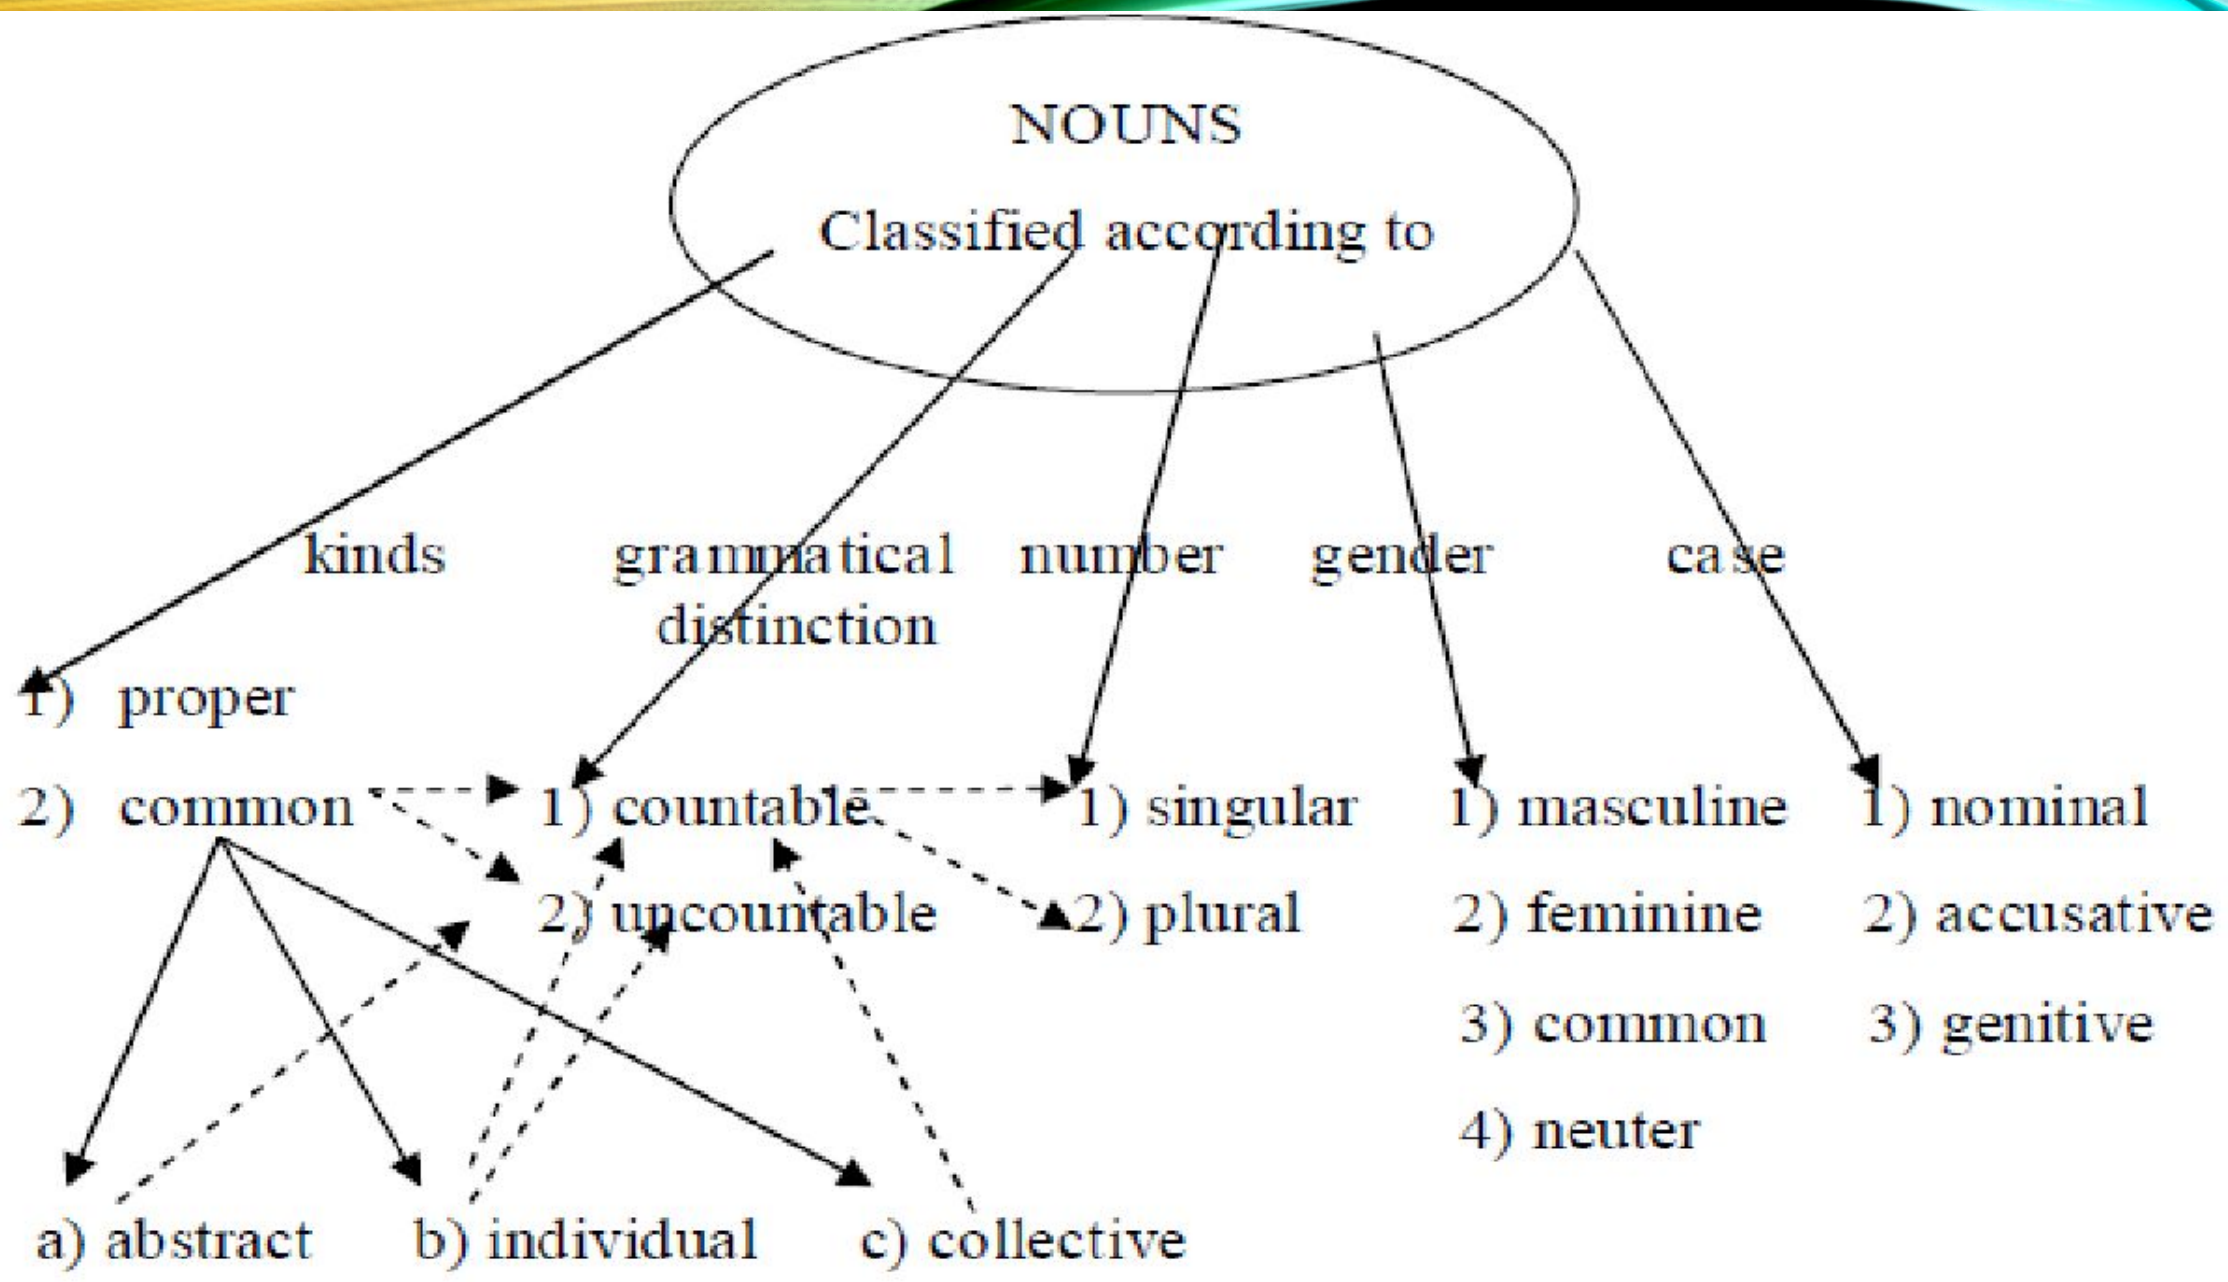 NOUNS
Classified according to
kinds grammatical number gender case
distinction
1) proper
2) common 1) countable 1) singular 1) masculine 1) nominal
2) uncountable 2) plural 2) feminine 2) accusative
3) common 3) genitive
4) neuter
a) abstract b) individual c) collective